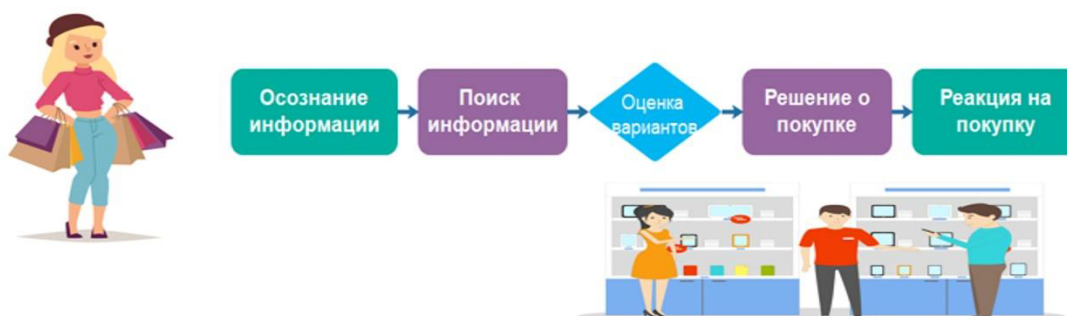 Осознание
информации
Поиск
информации
Оценка
вариантов
Решение о
покупке
Реакция на
покупку